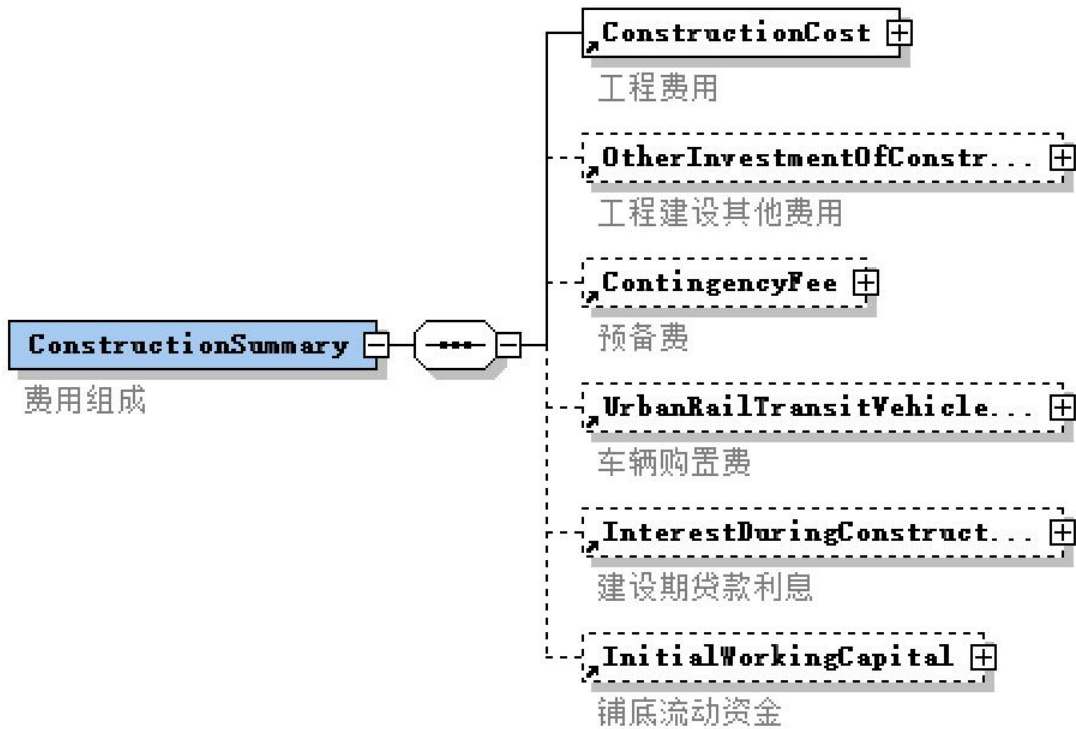 ConstructionCost
工程费用
OtherInvestmentOfConstr...
工程建设其他费用
ContingencyFee
预备费
ConstructionSummary
费用组成
UrbanRailTransitVehicle...
车辆购置费
InterestDuringConstruct...
建设期贷款利息
InitialWorkingCapital
铺底流动资金